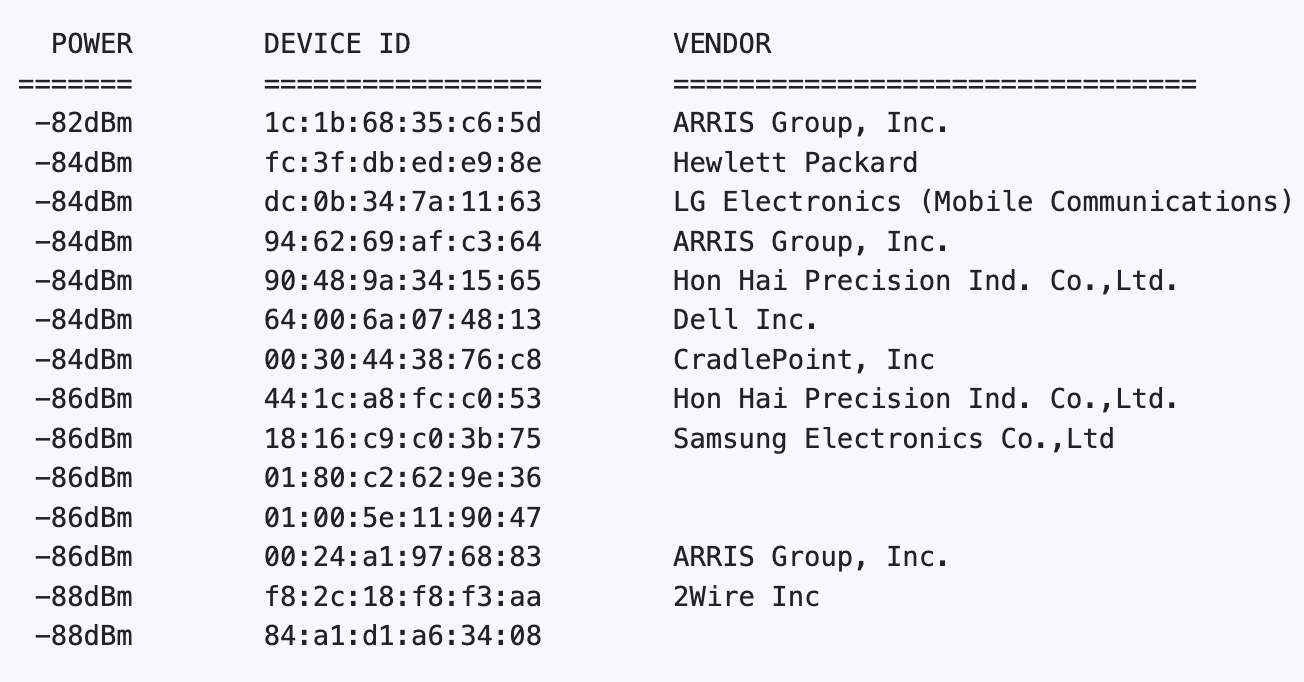 POWER DEVICE ID VENDOR
======= ================= ================================
-82dBm 1c:1b:68:35:c6:5d ARRIS Group, Inc.
-84dBm fc:3f:db:ed:e9:8e Hewlett Packard
-84dBm dc:0b:34:7a:11:63 LG Electronics (Mobile Communications)
-84dBm 94:62:69:af:c3:64 ARRIS Group, Inc.
-84dBm 90:48:9a:34:15:65 Hon Hai Precision Ind. Co.,Ltd.
-84dBm 64:00:6a:07:48:13 Dell Inc.
-84dBm 00:30:44:38:76:c8 CradlePoint, Inc
-86dBm 44:1c:a8:fc:c0:53 Hon Hai Precision Ind. Co.,Ltd.
-86dBm 18:16:c9:c0:3b:75 Samsung Electronics Co.,Ltd
-86dBm 01:80:c2:62:9e:36
-86dBm 01:00:5e:11:90:47
-86dBm 00:24:a1:97:68:83 ARRIS Group, Inc.
-88dBm f8:2c:18:f8:f3:aa 2Wire Inc
-88dBm 84:a1:d1:a6:34:08